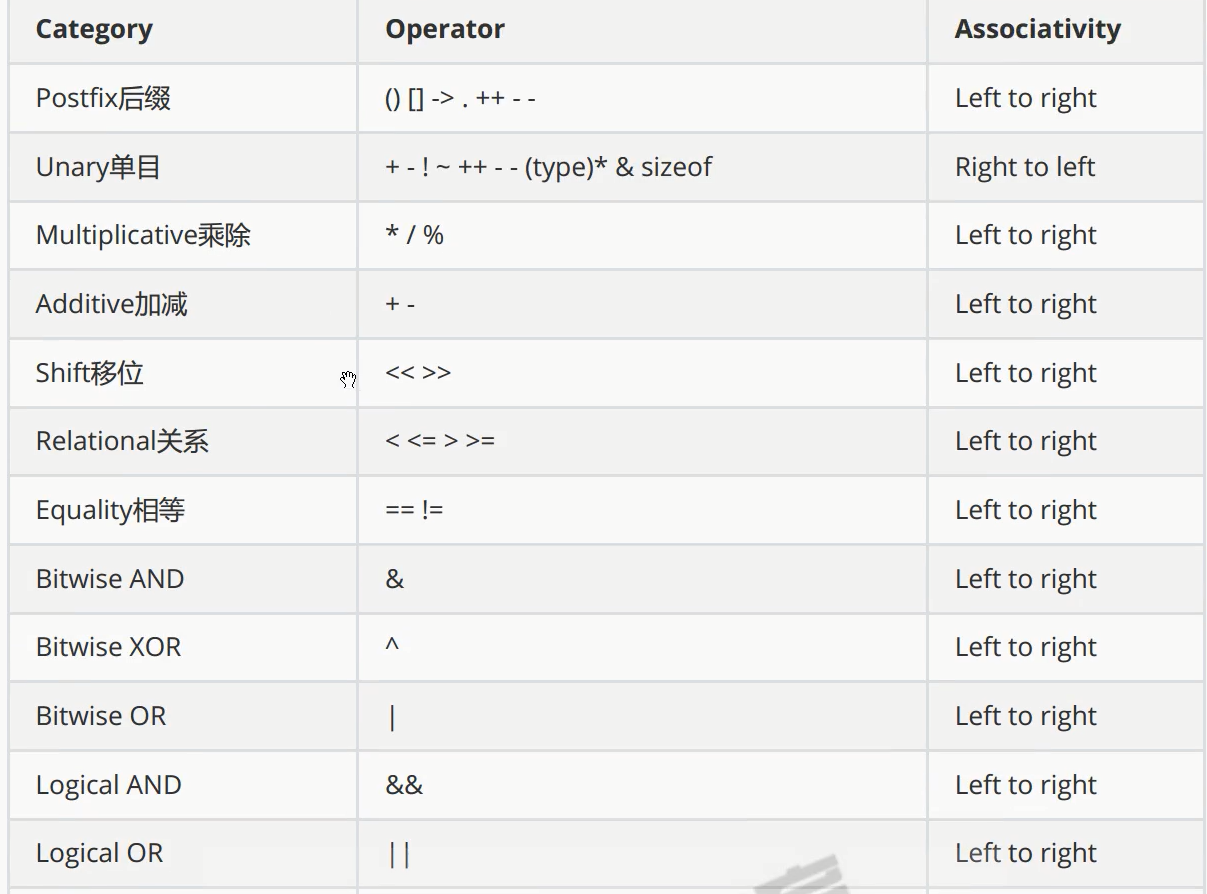 Category Operator Associativity
Postfix后缀 () [] -> . ++ - - Left to right
Unary单目 + - ! ~ ++ - - (type)* & sizeof Right to left
Multiplicative乘除 * / % Left to right
Additive加减 + - Left to right
Shift移位 << >> Left to right
Relational关系 < <= > >= Left to right
Equality相等 == != Left to right
Bitwise AND & Left to right
Bitwise XOR ^ Left to right
Bitwise OR | Left to right
Logical AND && Left to right
Logical OR || Left to right